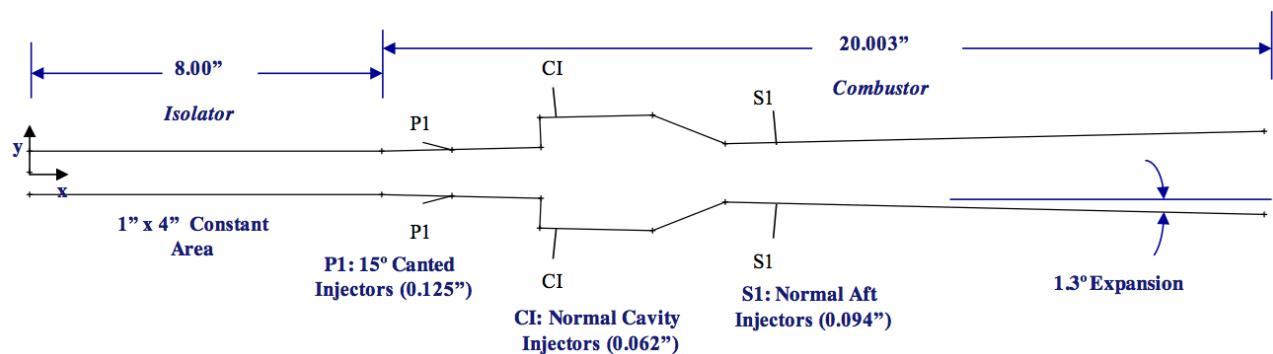 20.003”
8.00”
CI
S1
Combustor
Isolator
P1
y
x
1” x 4” Constant
Area
P1
P1: 15º Canted
Injectors (0.125”)
CI
S1
1.3º Expansion
CI: Normal Cavity
Injectors (0.062”)
S1: Normal Aft
Injectors (0.094”)